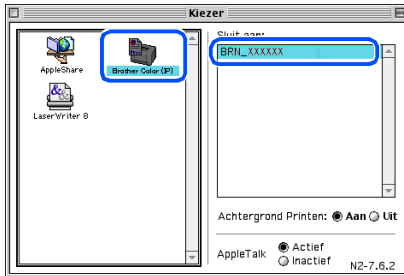 Kiezer
AppleShare
Brother Color (IP)
LaserWriter 8
Sluit aan:
BRN_XXXXXX
Achtergrond Printen: Aan Uit
AppleTalk
Actief
Inactief
N2-7.6.2